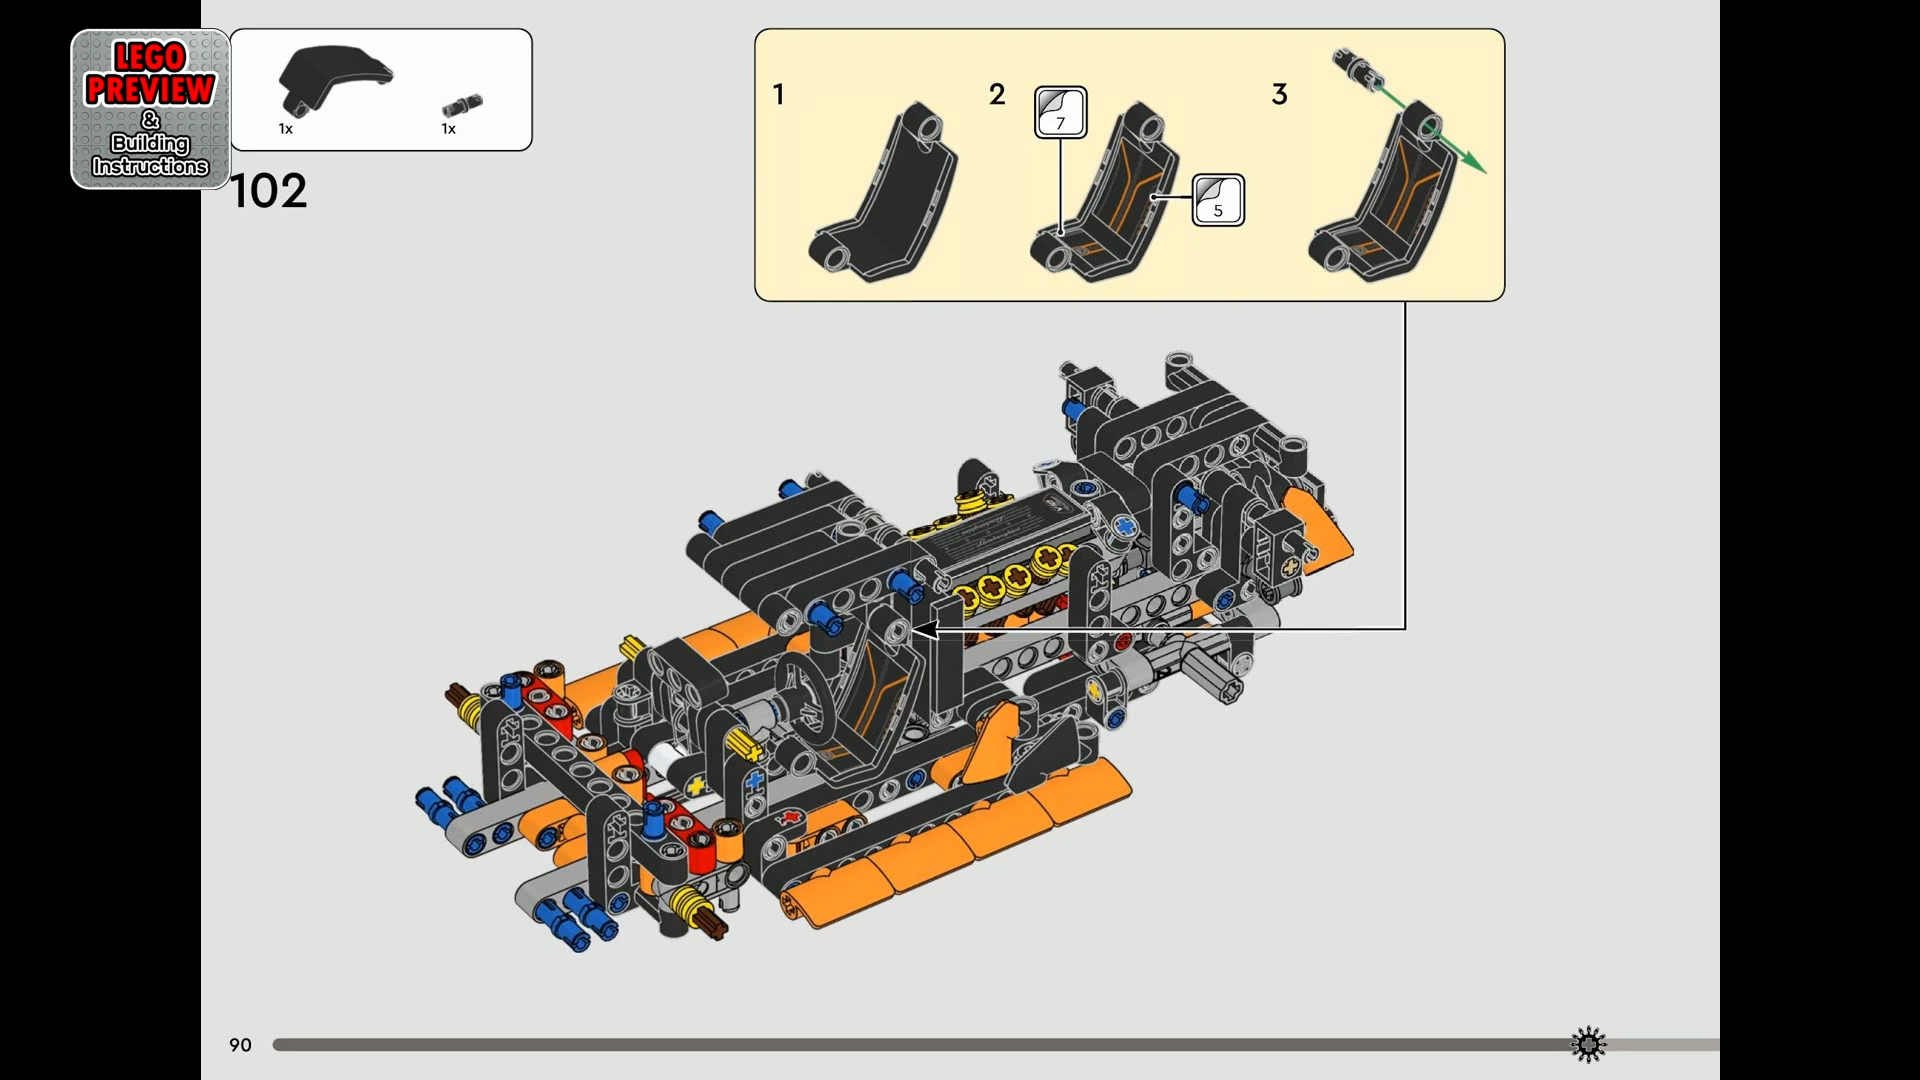 LEGO
PREVIEW
&
Building
Instructions
1x
1x
102
1
2
7
5
3
90